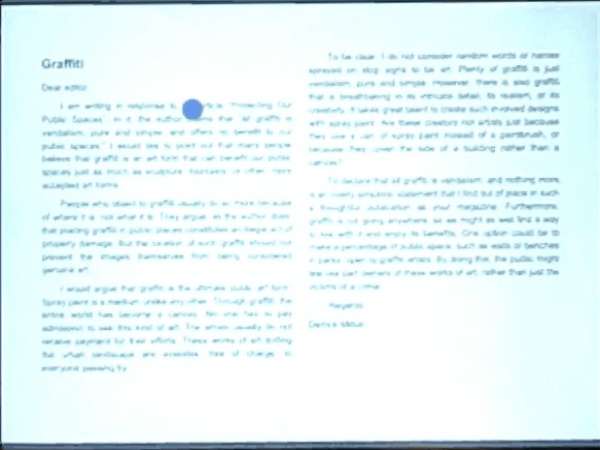 Graffiti
Dear editor:
I am writing in response to article "Protecting Our
Public Spaces." In it, the author claims that "all graffiti is
vandalism, pure and simple, and offers no benefit to our
public spaces." I would like to point out that many people
believe that graffiti is an art form that can benefit our public
spaces just as much as sculpture, fountains, or other, more
accepted art forms.
People who object to graffiti usually do so more because
of where it is, not what it is. They argue, as the author does,
that posting graffiti in public places constitutes an illegal act of
property damage. But the location of such graffiti should not
prevent the images themselves from being considered
genuine art.
I would argue that graffiti is the ultimate public art form.
Spray paint is a medium unlike any other. Through graffiti, the
entire world has become a canvas. No one has to pay
admission to see this kind of art. The artists usually do not
receive payment for their efforts. These works of art dotting
the urban landscape are available, free of charge, to
everyone passing by.
To be clear, I do not consider random words or names
sprayed on stop signs to be art. Plenty of graffiti is just
vandalism, pure and simple. However, there is also graffiti
that is breathtaking in its intricate detail, its realism, or its
creativity. It takes great talent to create such involved designs
with spray paint. Are these creators not artists just because
they use a can of spray paint instead of a paintbrush, or
because they cover the side of a building rather than a
canvas?
To declare that all graffiti is vandalism, and nothing more,
is an overly simplistic statement that I find out of place in such
a thoughtful publication as your magazine. Furthermore,
graffiti is not going anywhere, so we might as well find a way
to live with it and enjoy its benefits. One option could be to
make a percentage of public space, such as walls or benches
in parks, open to graffiti artists. By doing this, the public might
feel like part owners of these works of art, rather than just the
victims of a crime.